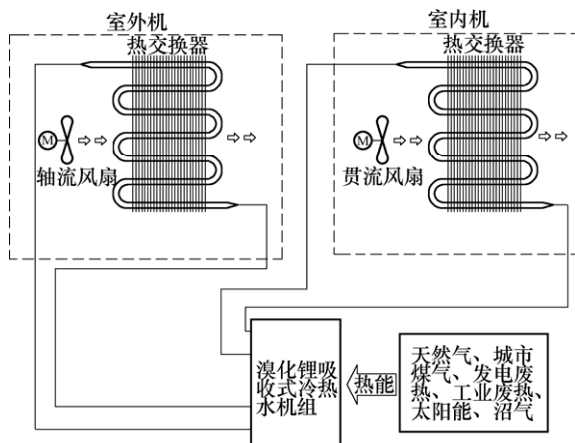 室外机
热交换器
M
轴流风扇
室内机
热交换器
M
贯流风扇
溴化锂吸
收式冷热
水机组
热能
天然气、城市
煤气、发电废
热、工业废热、
太阳能、沼气